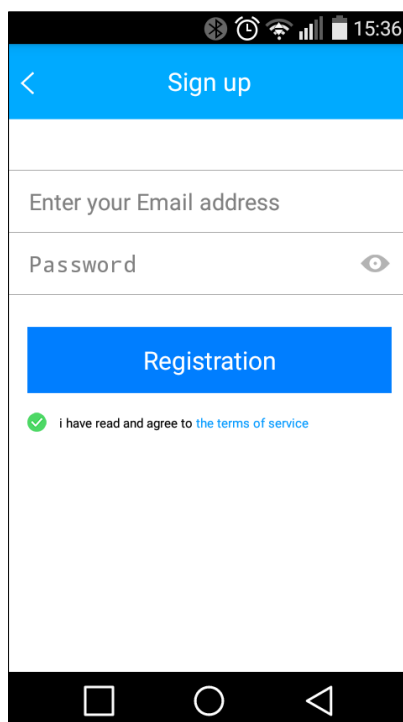 15:36
Sign up
Enter your Email address
Password
Registration
i have read and agree to the terms of service